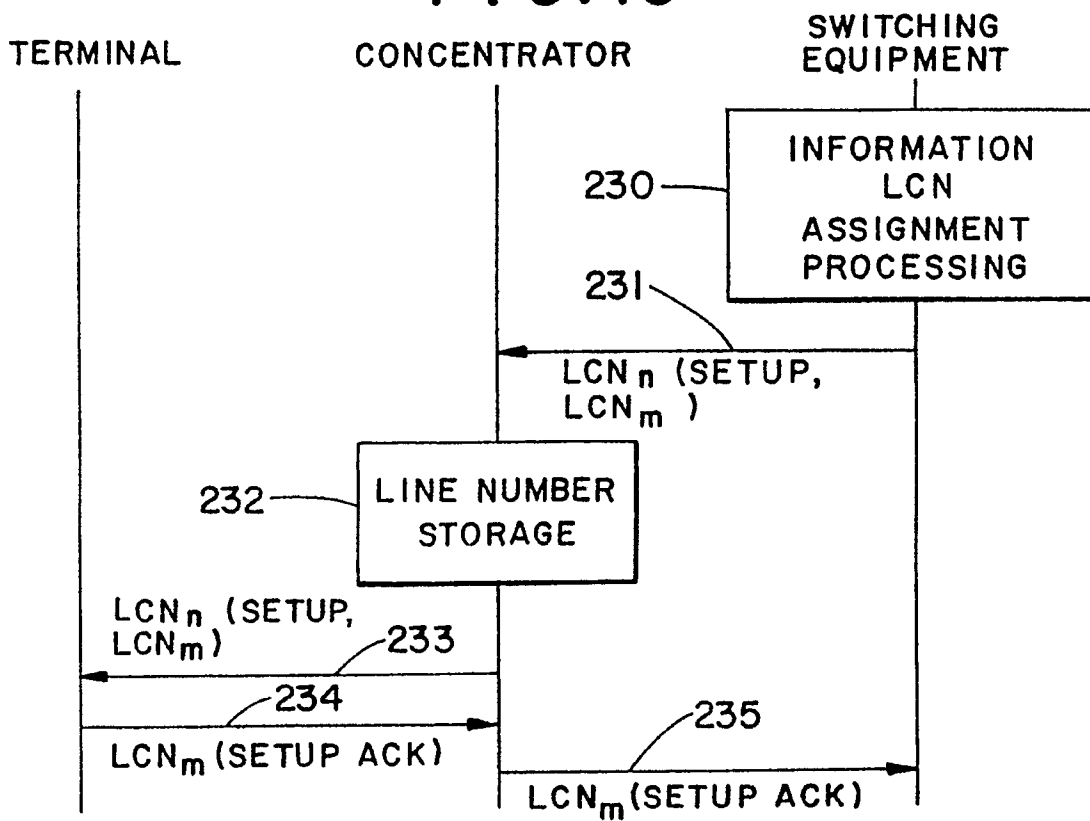 TERMINAL
CONCENTRATOR
SWITCHING
EQUIPMENT
INFORMATION
LCN
ASSIGNMENT
PROCESSING
230
231
LCNn (SETUP,
LCNm )
232
LINE NUMBER
STORAGE
LCNn (SETUP,
LCNm)
233
234
LCNm (SETUP ACK)
235
LCNm (SETUP ACK)